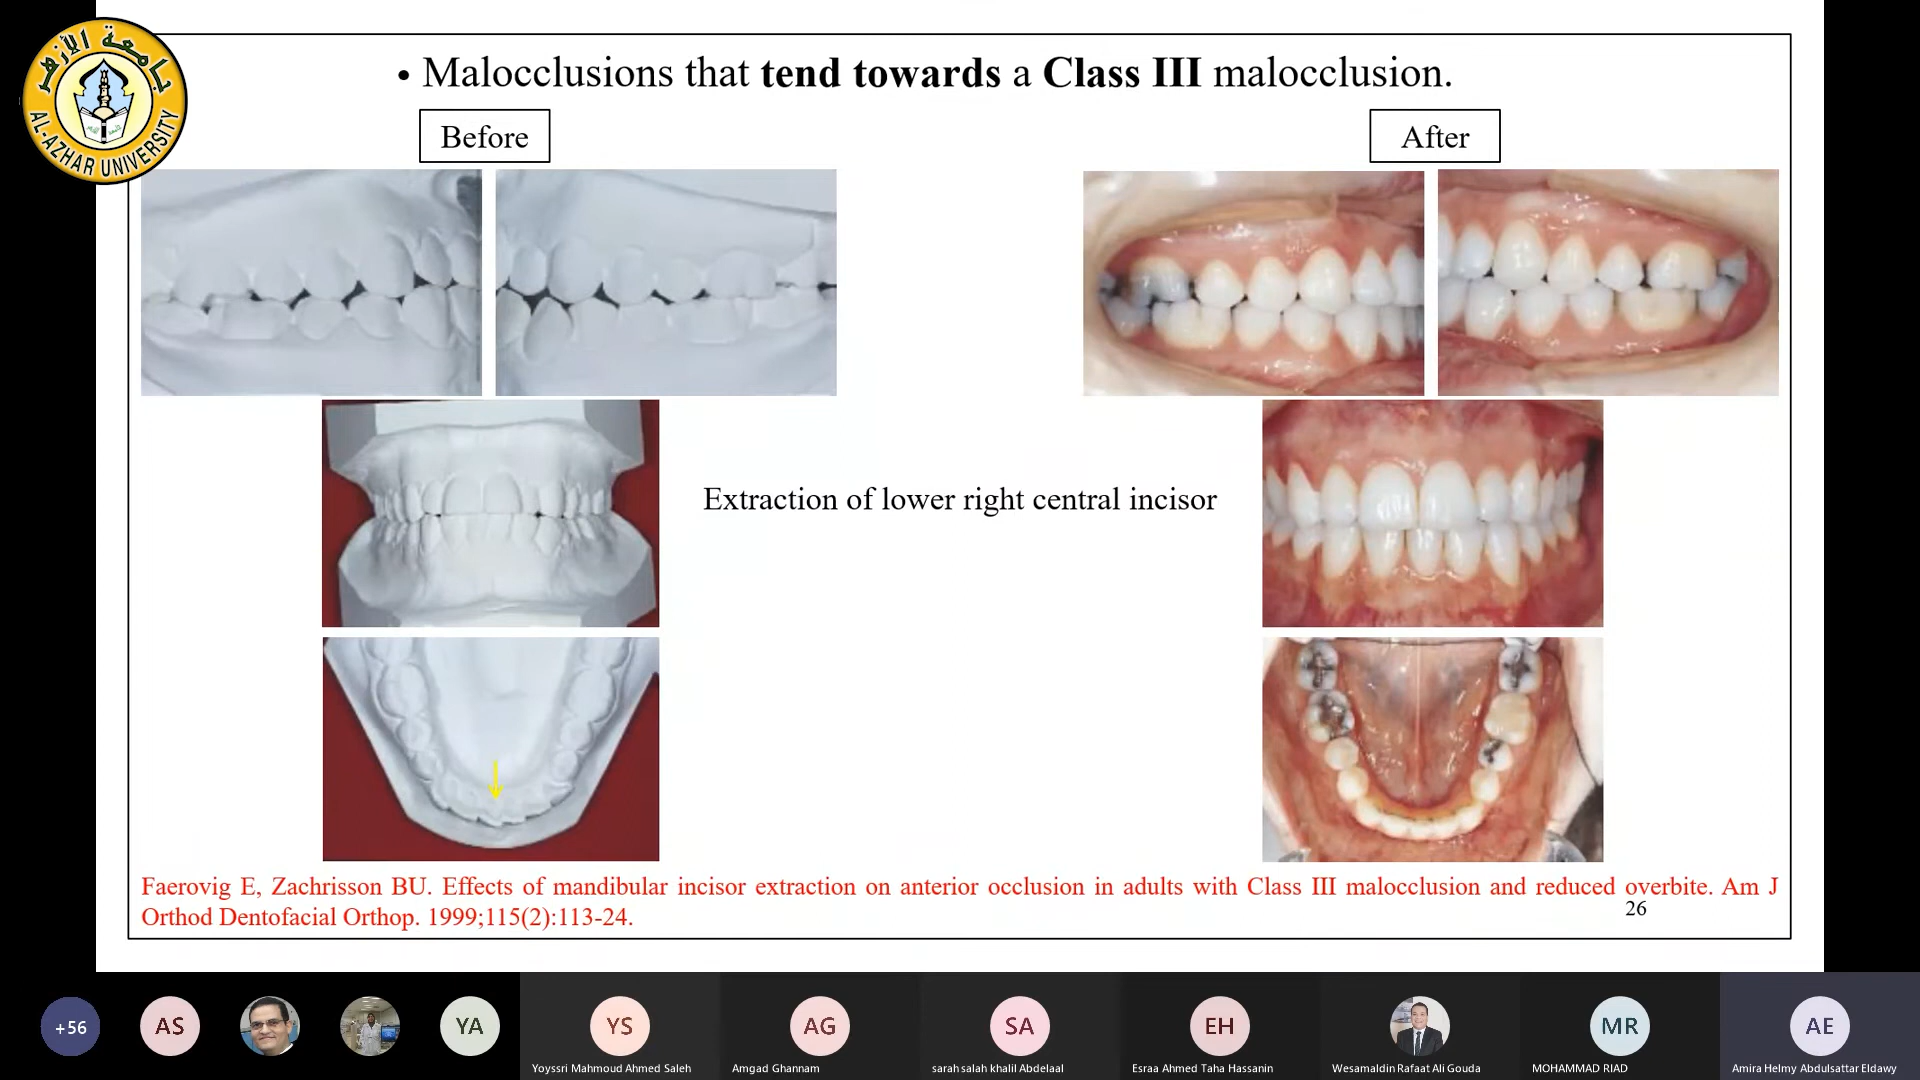 جامعة الأزهر
AL-AZHAR UNIVERSITY
• Malocclusions that tend towards a Class III malocclusion.
Before
After
Extraction of lower right central incisor
Faerovig E, Zachrisson BU. Effects of mandibular incisor extraction on anterior occlusion in adults with Class III malocclusion and reduced overbite. Am J
Orthod Dentofacial Orthop. 1999;115(2):113-24.
26
+56
AS
YA
YS
AG
SA
EH
MR
AE
Yoyssri Mahmoud Ahmed Saleh
Amgad Ghannam
sarah salah khalil Abdelaal
Esraa Ahmed Taha Hassanin
Wesamaldin Rafaat Ali Gouda
MOHAMMAD RIAD
Amira Helmy Abdulsattar Eldawy